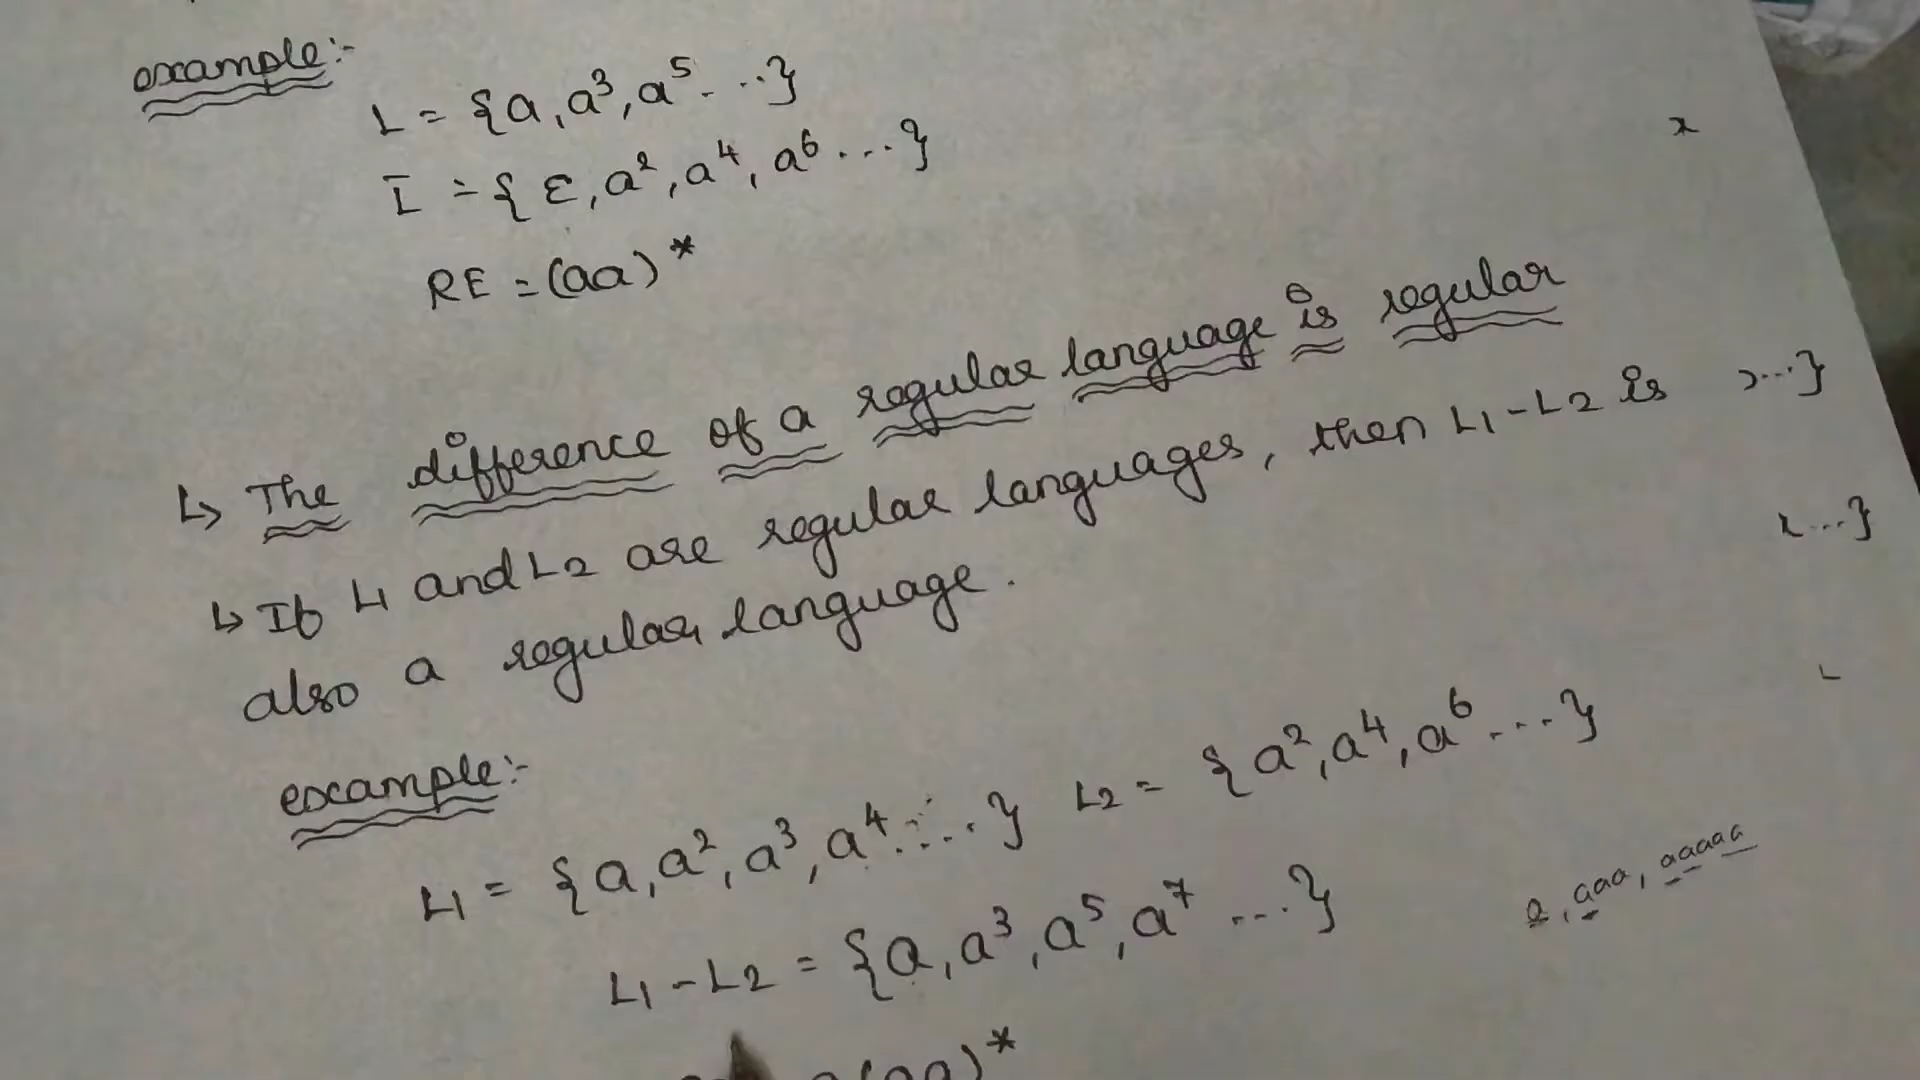 example:-
L = {a, a³, a⁵...}
L̅ = {ε, a², a⁴, a⁶...}
RE = (aa)*
↳ The difference of a regular language is regular
↳ If L1 and L2 are regular languages, then L1-L2 is
also a regular language.
example:-
L1 = {a, a², a³, a⁴....} L2 = {a², a⁴, a⁶...}
L1-L2 = {a, a³, a⁵, a⁷...}
a, aaa, aaaaa
a(aa)*
...}
...}